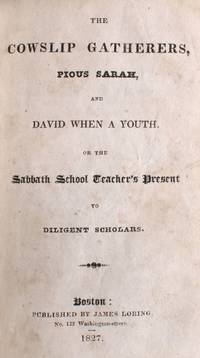 THE
COWSLIP GATHERERS,
PIOUS SARAH,
AND
DAVID WHEN A YOUTH.
OR THE
Sabbath School Teacher's Present
TO
DILIGENT SCHOLARS.
Boston:
PUBLISHED BY JAMES LORING.
No. 132 Washington-street.
1827.